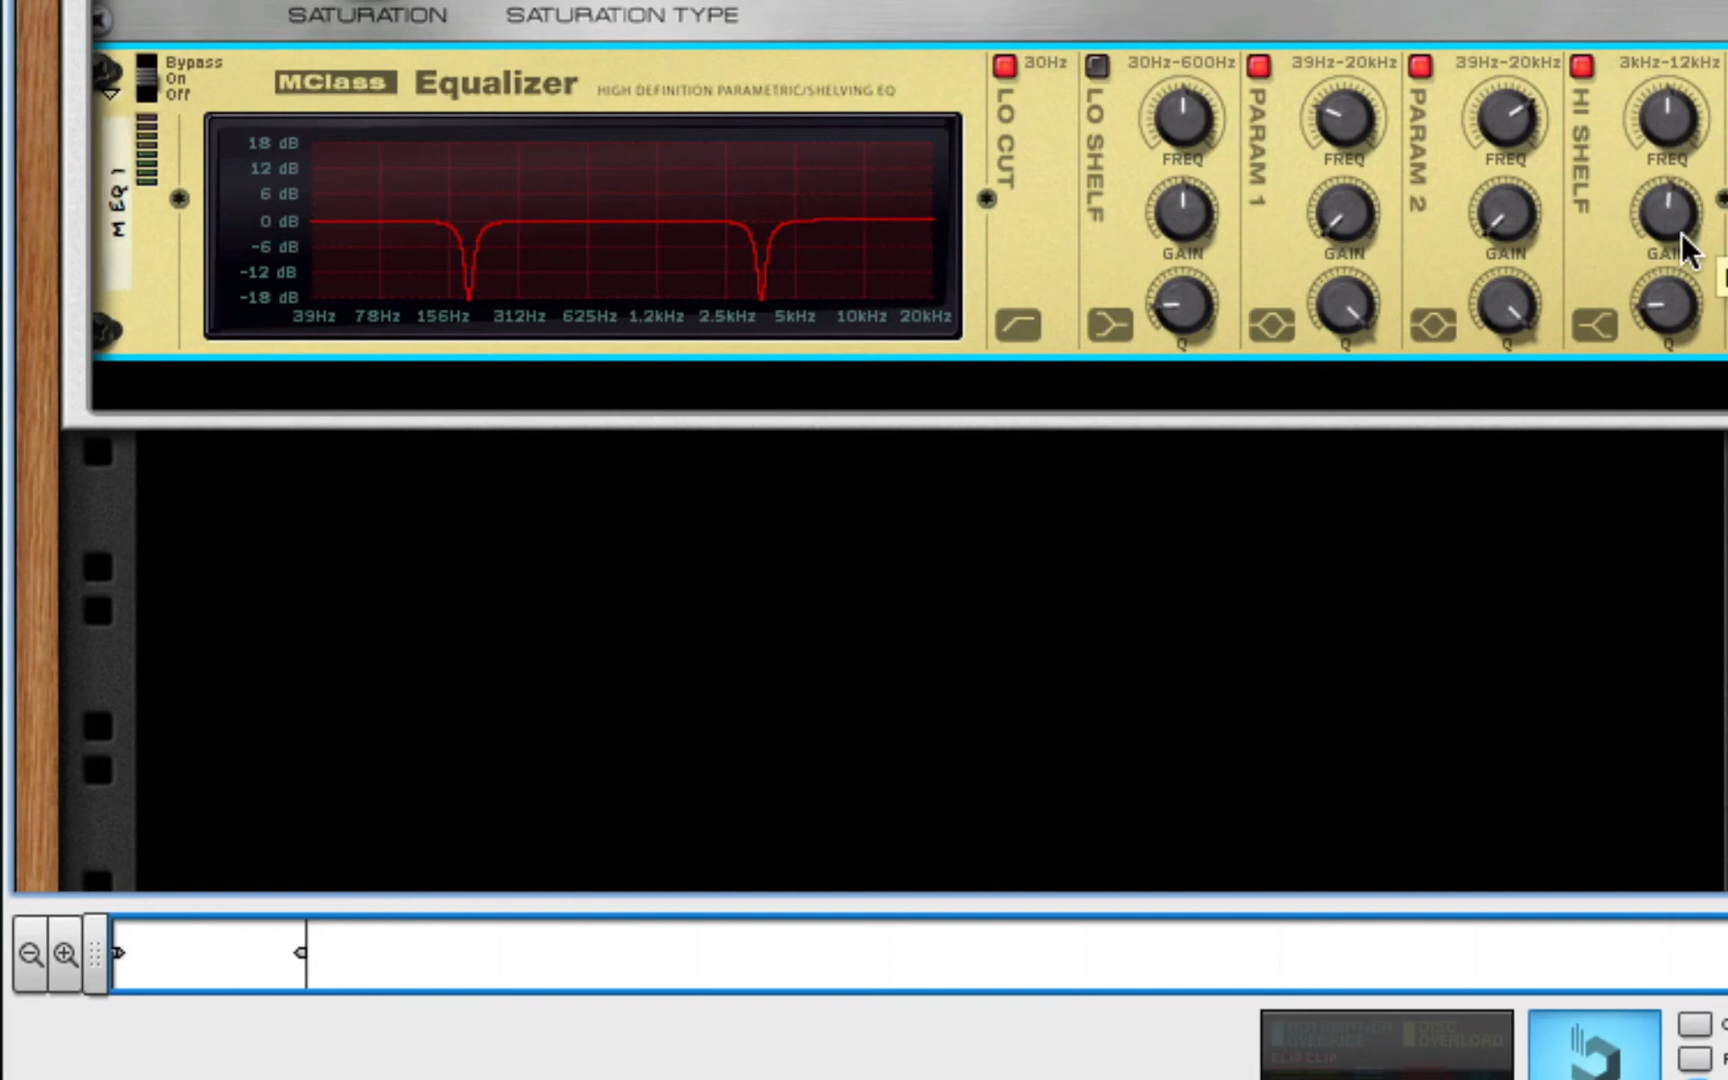 SATURATION SATURATION TYPE
Bypass
On
Off
MClass Equalizer HIGH DEFINITION PARAMETRIC/SHELVING EQ
M EQ 1
18 dB
12 dB
6 dB
0 dB
-6 dB
-12 dB
-18 dB
39Hz 78Hz 156Hz 312Hz 625Hz 1.2kHz 2.5kHz 5kHz 10kHz 20kHz
30Hz
LO CUT
30Hz-600Hz
LO SHELF
FREQ
GAIN
Q
39Hz-20kHz
PARAM 1
FREQ
GAIN
Q
39Hz-20kHz
PARAM 2
FREQ
GAIN
Q
3kHz-12kHz
HI SHELF
FREQ
GAIN
Q